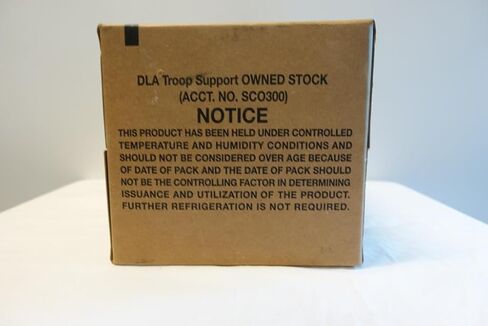 DLA Troop Support OWNED STOCK
(ACCT. NO. SCO300)
NOTICE
THIS PRODUCT HAS BEEN HELD UNDER CONTROLLED
TEMPERATURE AND HUMIDITY CONDITIONS AND
SHOULD NOT BE CONSIDERED OVER AGE BECAUSE
OF DATE OF PACK AND THE DATE OF PACK SHOULD
NOT BE THE CONTROLLING FACTOR IN DETERMINING
ISSUANCE AND UTILIZATION OF THE PRODUCT.
FURTHER REFRIGERATION IS NOT REQUIRED.